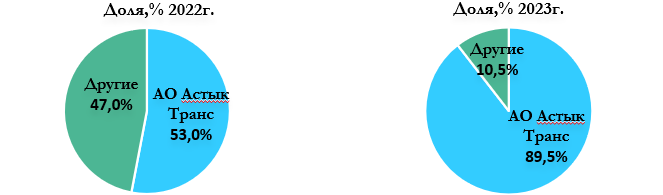 Доля,% 2022г.
Другие
47,0%
АО Астык
Транс
53,0%
Доля,% 2023г.
Другие
10,5%
АО Астык
Транс
89,5%